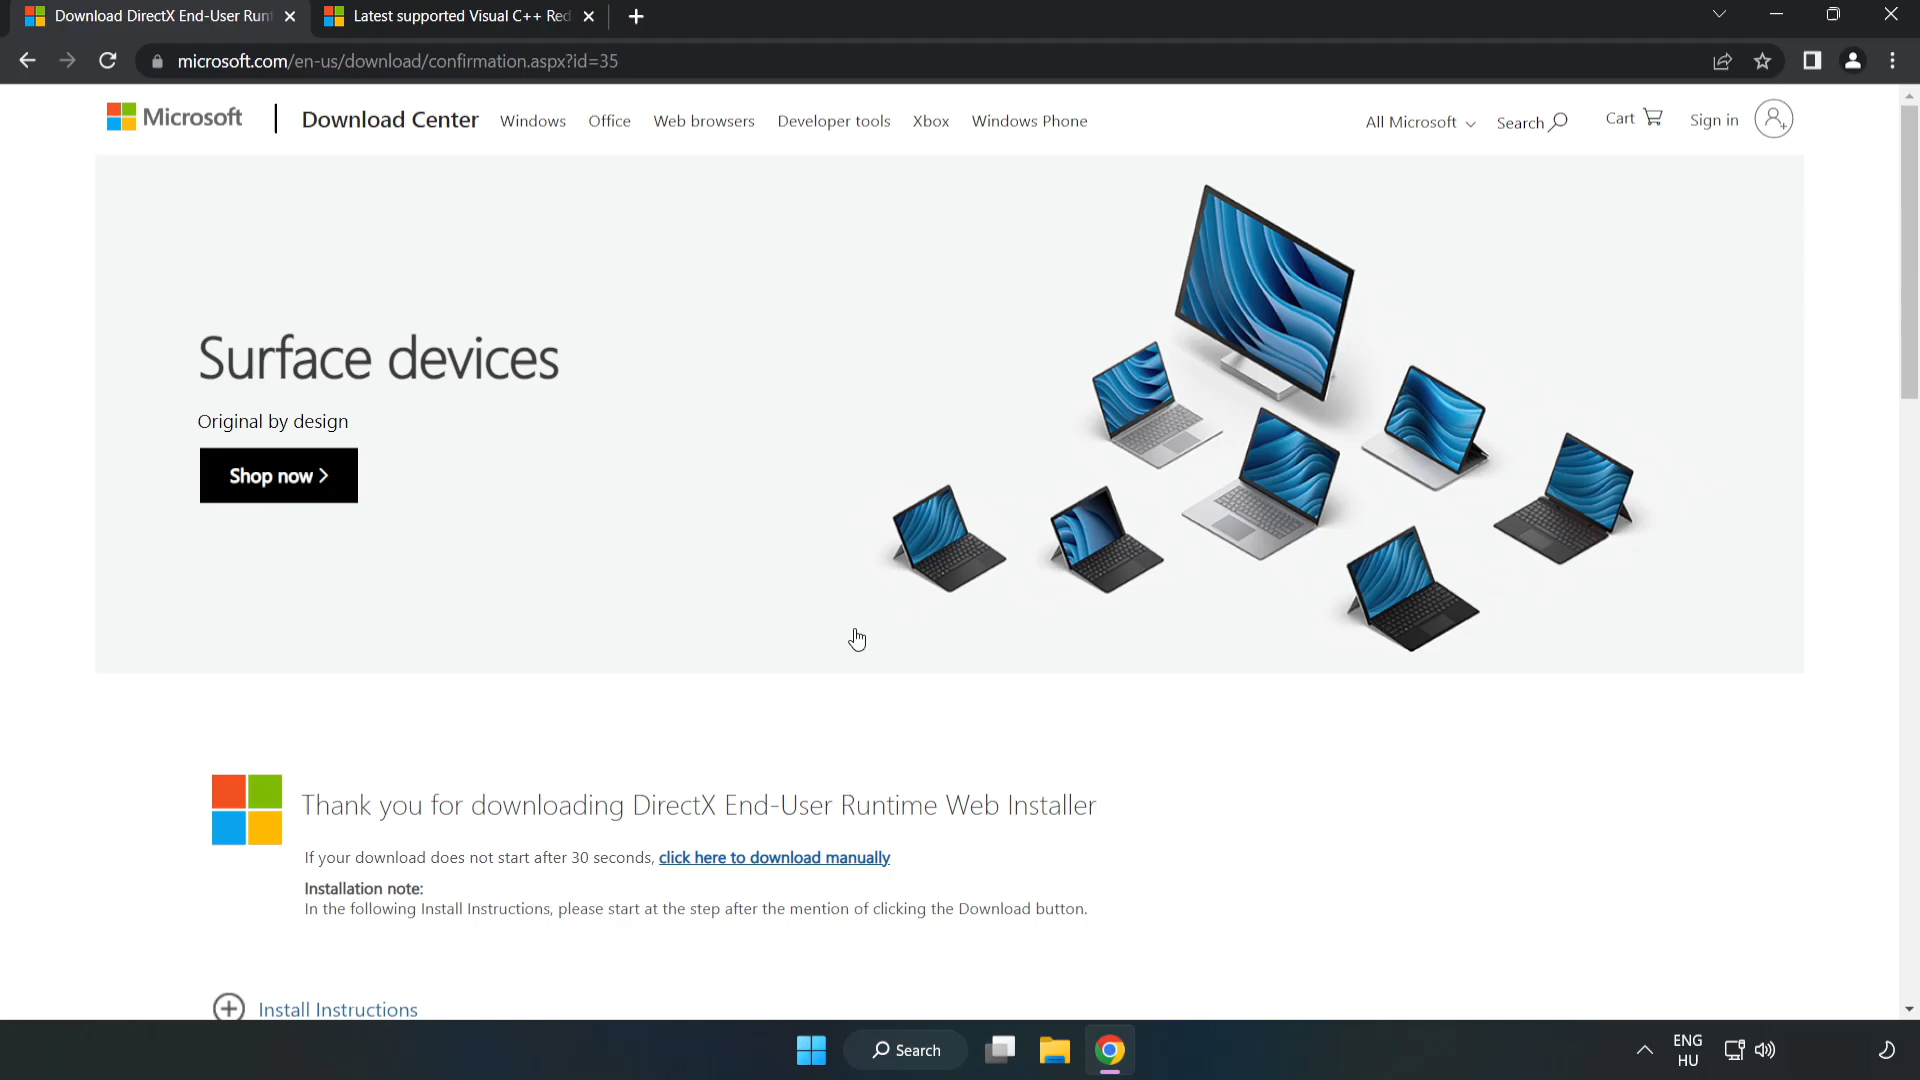 Download DirectX End-User Runt
Latest supported Visual C++ Red
microsoft.com/en-us/download/confirmation.aspx?id=35
Microsoft
Download Center
Windows
Office
Web browsers
Developer tools
Xbox
Windows Phone
All Microsoft
Search
Cart
Sign in
Surface devices
Original by design
Shop now
Thank you for downloading DirectX End-User Runtime Web Installer
If your download does not start after 30 seconds, click here to download manually
Installation note:
In the following Install Instructions, please start at the step after the mention of clicking the Download button.
Install Instructions
Search
ENG
HU